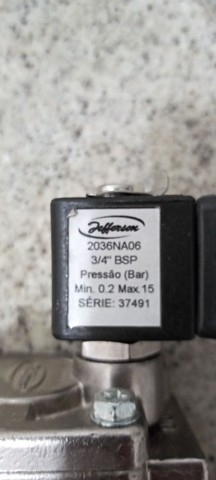 Jefferson
2036NA06
3/4" BSP
Pressão (Bar)
Min. 0.2 Max.15
SÉRIE: 37491